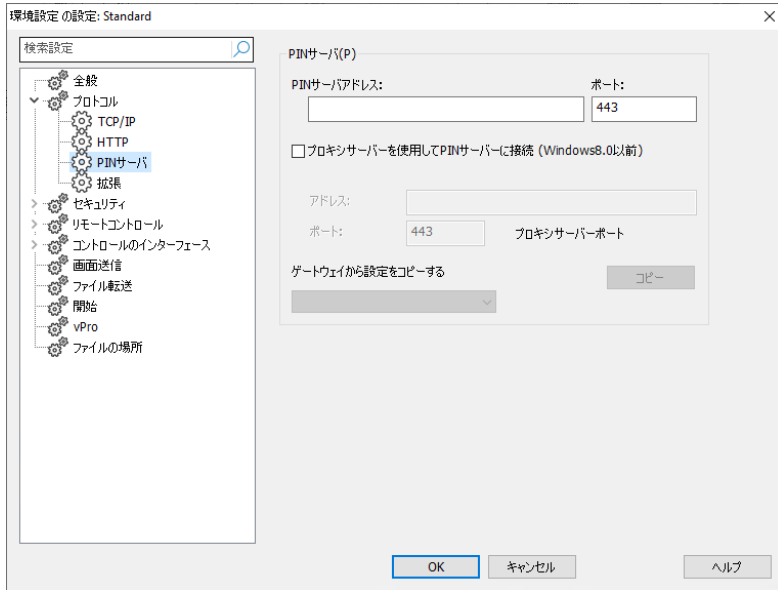 環境設定 の設定: Standard
検索設定
全般
プロトコル
TCP/IP
HTTP
PINサーバ
拡張
セキュリティ
リモートコントロール
コントロールのインターフェース
画面送信
ファイル転送
開始
vPro
ファイルの場所
PINサーバ(P)
PINサーバアドレス: ポート:
443
プロキシサーバーを使用してPINサーバーに接続 (Windows8.0以前)
アドレス:
ポート: 443 プロキシサーバーポート
ゲートウェイから設定をコピーする コピー
OK キャンセル ヘルプ